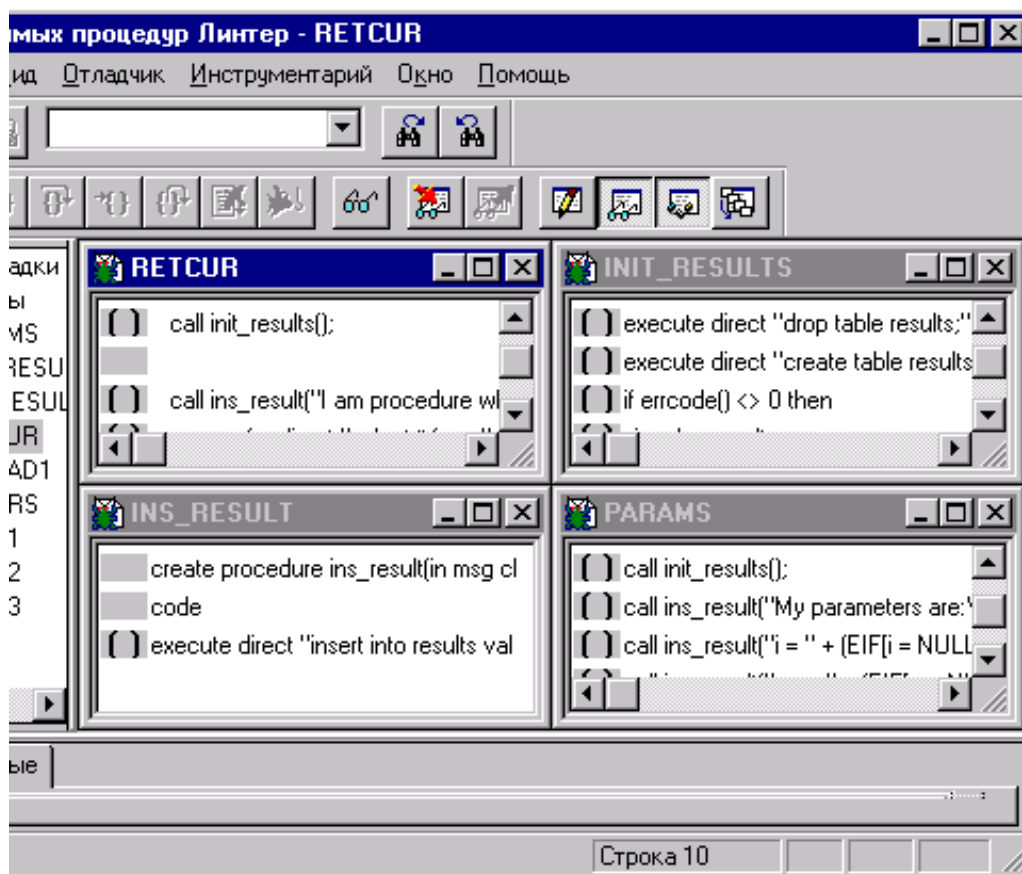 имых процедур Линтер - RETCUR
ид Отладчик Инструментарий Окно Помощь
адки
ы
MS
RESU
ESUL
UR
AD1
RS
1
2
3
RETCUR
call init_results();
call ins_result("I am procedure wl
INIT_RESULTS
execute direct "drop table results;"
execute direct "create table results
if errcode() <> 0 then
INS_RESULT
create procedure ins_result(in msg cl
code
execute direct "insert into results val
PARAMS
call init_results();
call ins_result("My parameters are:"
call ins_result("i = " + (EIF[i = NULL
ые
Строка 10